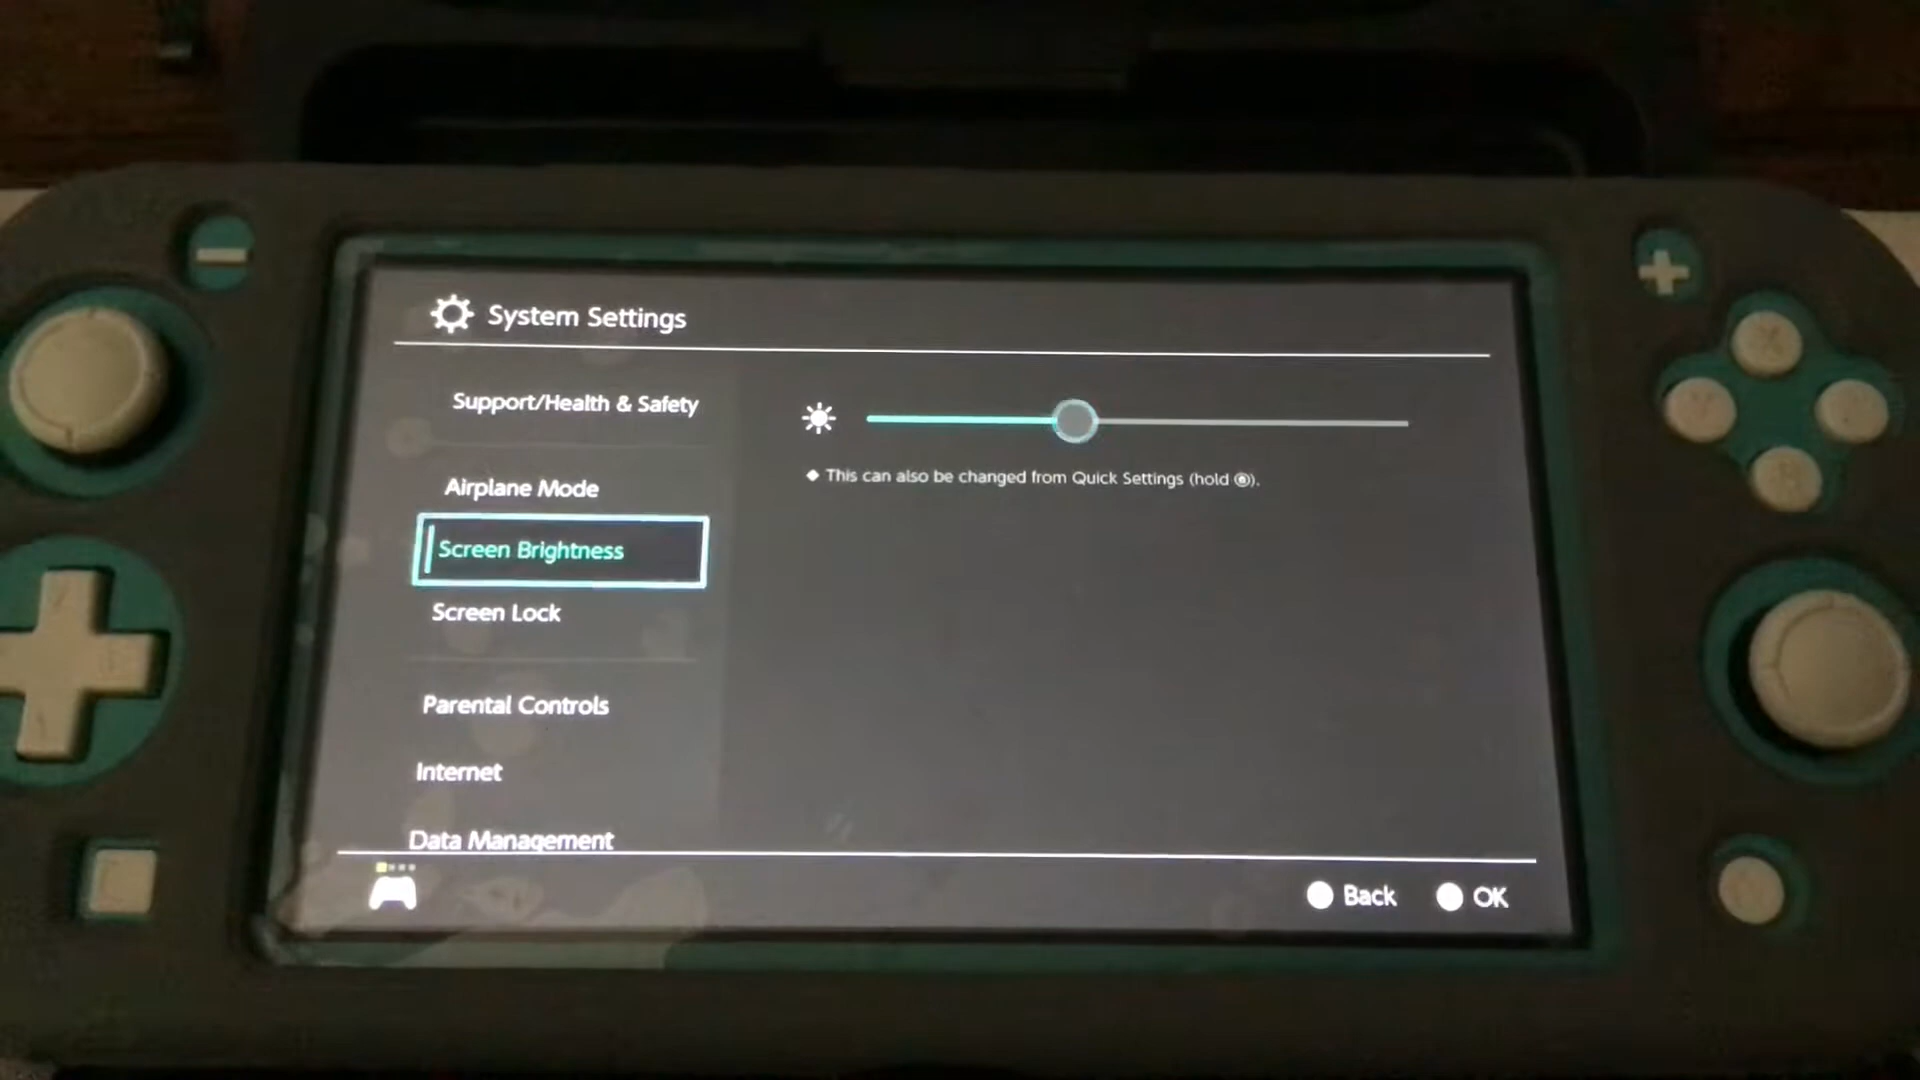 System Settings
Support/Health & Safety
Airplane Mode
Screen Brightness
Screen Lock
Parental Controls
Internet
Data Management
◆ This can also be changed from Quick Settings (hold ⌂).
Back
OK